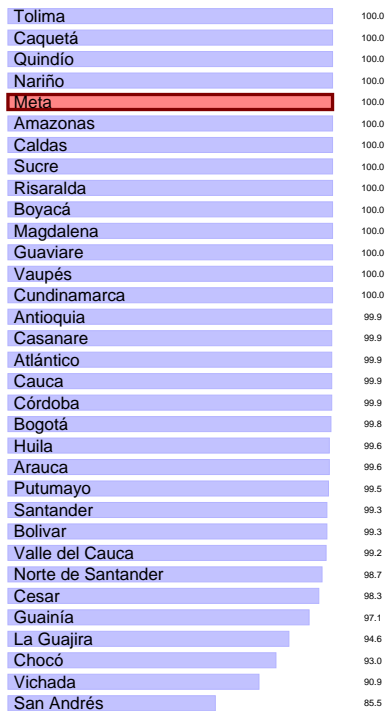 Tolima 100.0
Caquetá 100.0
Quindío 100.0
Nariño 100.0
Meta 100.0
Amazonas 100.0
Caldas 100.0
Sucre 100.0
Risaralda 100.0
Boyacá 100.0
Magdalena 100.0
Guaviare 100.0
Vaupés 100.0
Cundinamarca 100.0
Antioquia 99.9
Casanare 99.9
Atlántico 99.9
Cauca 99.9
Córdoba 99.9
Bogotá 99.8
Huila 99.6
Arauca 99.6
Putumayo 99.5
Santander 99.3
Bolivar 99.3
Valle del Cauca 99.2
Norte de Santander 98.7
Cesar 98.3
Guainía 97.1
La Guajira 94.6
Chocó 93.0
Vichada 90.9
San Andrés 85.5